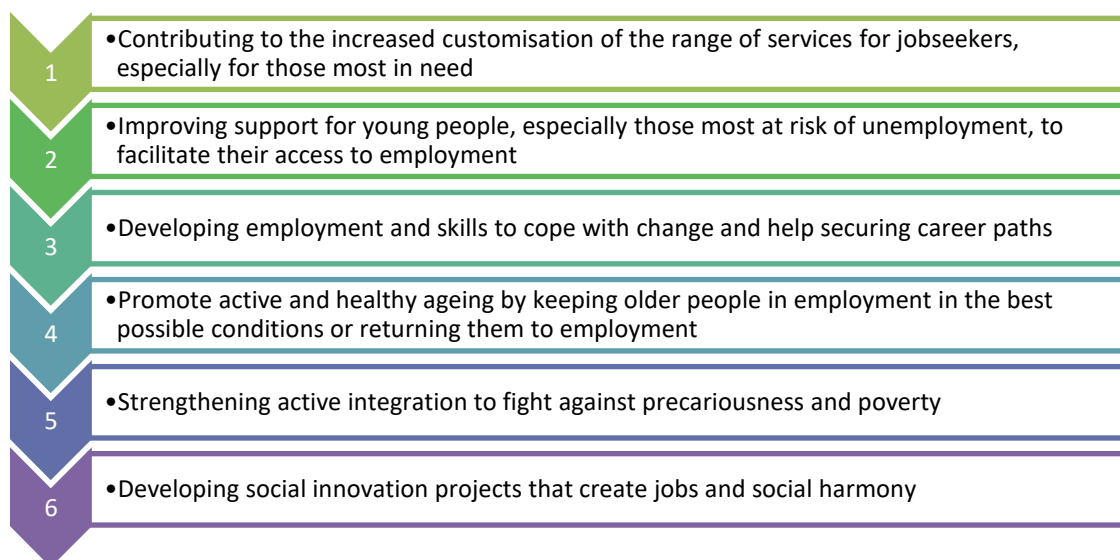 1
•Contributing to the increased customisation of the range of services for jobseekers,
especially for those most in need
2
•Improving support for young people, especially those most at risk of unemployment, to
facilitate their access to employment
3
•Developing employment and skills to cope with change and help securing career paths
4
•Promote active and healthy ageing by keeping older people in employment in the best
possible conditions or returning them to employment
5
•Strengthening active integration to fight against precariousness and poverty
6
•Developing social innovation projects that create jobs and social harmony